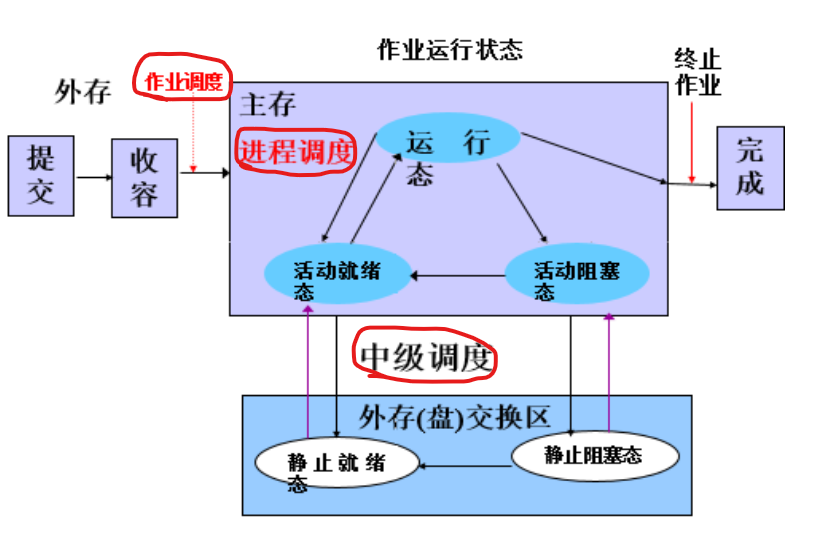 作业运行状态
外存
作业调度
终止
作业
主存
进程调度
运 行
态
提
交
收
容
完
成
活动就绪
态
活动阻塞
态
中级调度
外存(盘)交换区
静止就绪
态
静止阻塞态